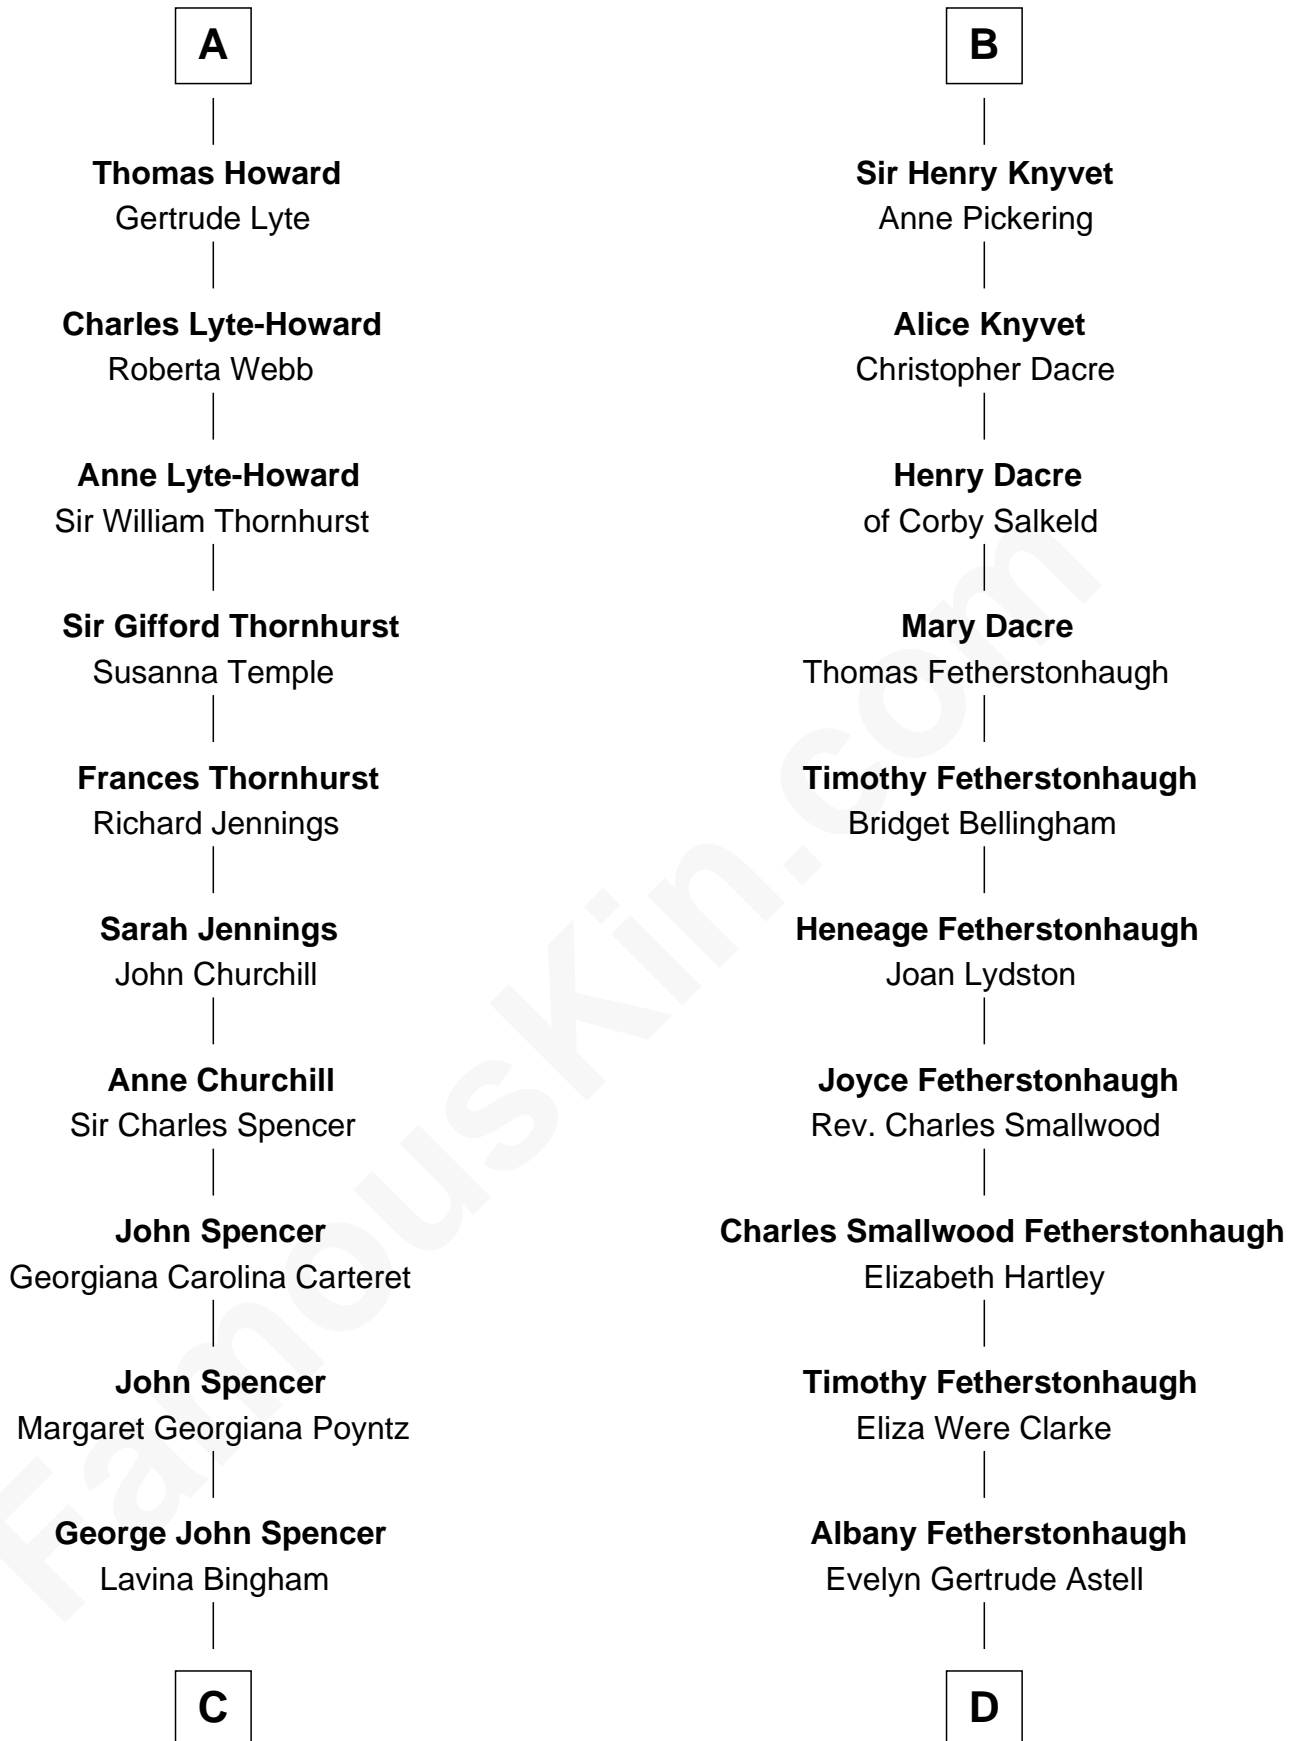 A
Thomas Howard
Gertrude Lyte
Charles Lyte-Howard
Roberta Webb
Anne Lyte-Howard
Sir William Thornhurst
Sir Gifford Thornhurst
Susanna Temple
Frances Thornhurst
Richard Jennings
Sarah Jennings
John Churchill
Anne Churchill
Sir Charles Spencer
John Spencer
Georgiana Carolina Carteret
John Spencer
Margaret Georgiana Poyntz
George John Spencer
Lavina Bingham
C
B
Sir Henry Knyvet
Anne Pickering
Alice Knyvet
Christopher Dacre
Henry Dacre
of Corby Salkeld
Mary Dacre
Thomas Fetherstonhaugh
Timothy Fetherstonhaugh
Bridget Bellingham
Heneage Fetherstonhaugh
Joan Lydston
Joyce Fetherstonhaugh
Rev. Charles Smallwood
Charles Smallwood Fetherstonhaugh
Elizabeth Hartley
Timothy Fetherstonhaugh
Eliza Were Clarke
Albany Fetherstonhaugh
Evelyn Gertrude Astell
D
FamousKin.com